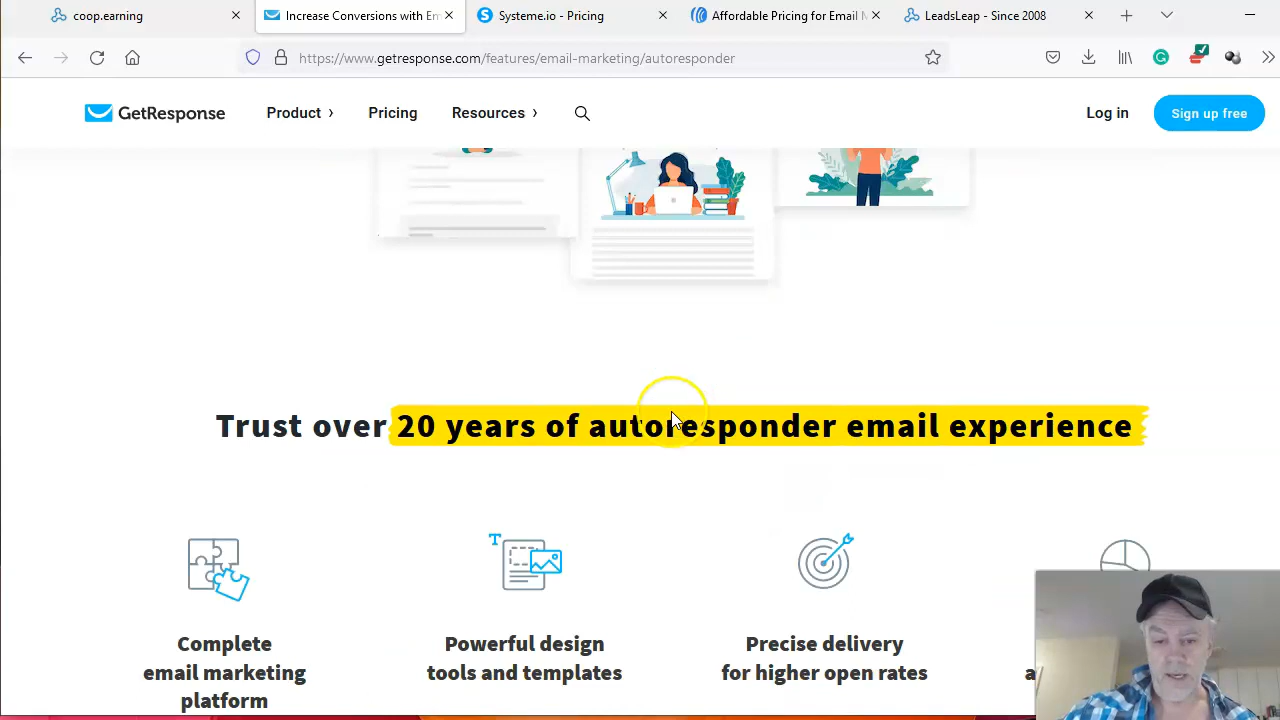 coop.earning
Increase Conversions with Em
Systeme.io - Pricing
Affordable Pricing for Email M
LeadsLeap - Since 2008
https://www.getresponse.com/features/email-marketing/autoresponder
GetResponse
Product
Pricing
Resources
Log in
Sign up free
Trust over 20 years of autoresponder email experience
Complete
email marketing
platform
Powerful design
tools and templates
Precise delivery
for higher open rates
a